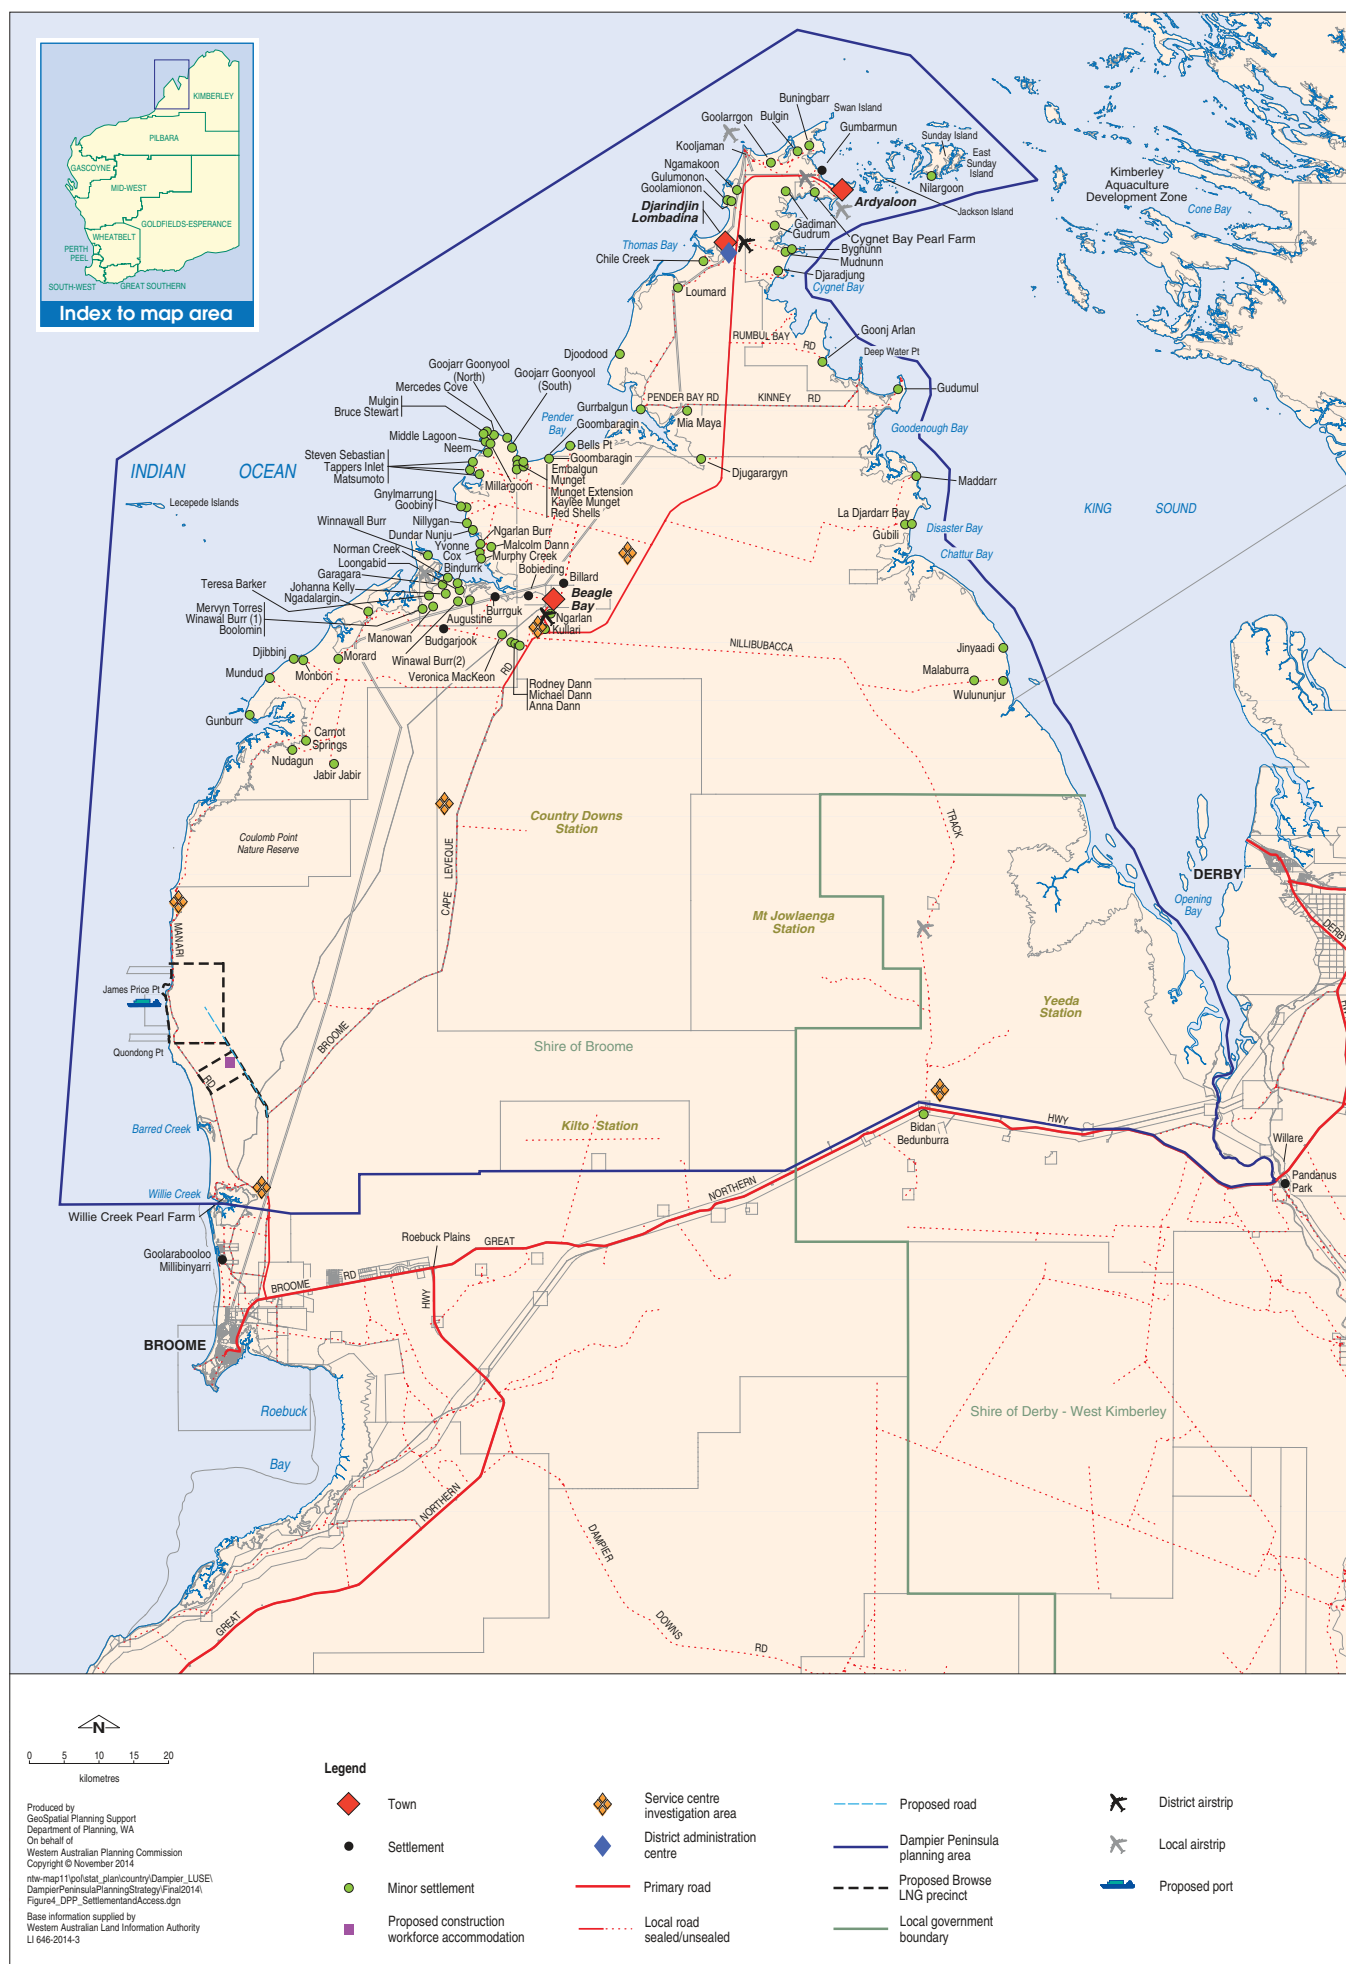 KIMBERLEY
PILBARA
GASCOYNE
MID-WEST
GOLDFIELDS-ESPERANCE
WHEATBELT
PERTH
PEEL
SOUTH-WEST
GREAT SOUTHERN
Index to map area
Buningbarr
Swan Island
Goolarrgon
Bulgin
Gumbarmun
Kooljaman
Sunday Island
East
Sunday
Island
Ngamakoon
Gulumonon
Goolamionon
Nilargoon
Kimberley
Aquaculture
Development Zone
Djarindjin
Lombadina
Ardyaloon
Jackson Island
Cone Bay
Gadiman
Gudrum
Cygnet Bay Pearl Farm
Thomas Bay
Bygnunn
Chile Creek
Mudnunn
Djaradjung
Cygnet Bay
Loumard
RUMBUL BAY
RD
Goonj Arlan
Deep Water Pt
Djoodood
Goojarr Goonyool
(North)
Goojarr Goonyool
(South)
Mercedes Cove
Gudumul
Mulgin
Bruce Stewart
Gurrbalgun
PENDER BAY RD
KINNEY
RD
Pender
Bay
Goombaragin
Mia Maya
Goodenough Bay
Middle Lagoon
Neem
Bells Pt
Steven Sebastian
Tappers Inlet
Matsumoto
Goombaragin
Embalgun
Munget
Munget Extension
Kaylee Munget
Red Shells
Djugarargyn
Maddarr
INDIAN
OCEAN
Millargoon
Lecepede Islands
Gnylmarrung
Goobiny
KING
SOUND
La Djardarr Bay
Disaster Bay
Winnawall Burr
Nillygan
Gubili
Chattur Bay
Dundar Nunju
Ngarlan Burr
Norman Creek
Yvonne
Malcolm Dann
Loongabid
Cox
Murphy Creek
Garagara
Bindurrk
Bobieding
Teresa Barker
Johanna Kelly
Billard
Ngadalargin
Beagle
Bay
Mervyn Torres
Winawal Burr (1)
Boolomin
Burrguk
Augustine
Ngarlan
Kullari
Manowan
Budgarjook
NILLIBUBACCA
Jinyaadi
Djibbinj
Morard
Winawal Burr(2)
Mundud
Monbon
Veronica MacKeon
RD
Malaburra
Wulununjur
Rodney Dann
Michael Dann
Anna Dann
Gunburr
Carrot
Springs
Nudagun
Jabir Jabir
Country Downs
Station
TRACK
Coulomb Point
Nature Reserve
LEVEQUE
CAPE
DERBY
Opening
Bay
Mt Jowlaenga
Station
MANARI
DERBY
James Price Pt
Yeeda
Station
BROOME
Shire of Broome
Quondong Pt
RD
Barred Creek
Kilto Station
HWY
Bidan
Bedunburra
Willare
Willie Creek
NORTHERN
Pandanus
Park
Willie Creek Pearl Farm
Goolarabooloo
Millibinyarri
Roebuck Plains
GREAT
BROOME
RD
HWY
BROOME
Roebuck
Shire of Derby - West Kimberley
Bay
NORTHERN
DAMPIER
GREAT
DOWNS
RD
N
0 5 10 15 20
kilometres
Produced by
GeoSpatial Planning Support
Department of Planning, WA
On behalf of
Western Australian Planning Commission
Copyright © November 2014
ntw-map11\pol\stat_plan\country\Dampier_LUSE\
DampierPeninsulaPlanningStrategy\Final2014\
Figure4_DPP_SettlementandAccess.dgn
Base information supplied by
Western Australian Land Information Authority
LI 646-2014-3
Legend
Town
Settlement
Minor settlement
Proposed construction
workforce accommodation
Service centre
investigation area
District administration
centre
Primary road
Local road
sealed/unsealed
Proposed road
Dampier Peninsula
planning area
Proposed Browse
LNG precinct
Local government
boundary
District airstrip
Local airstrip
Proposed port